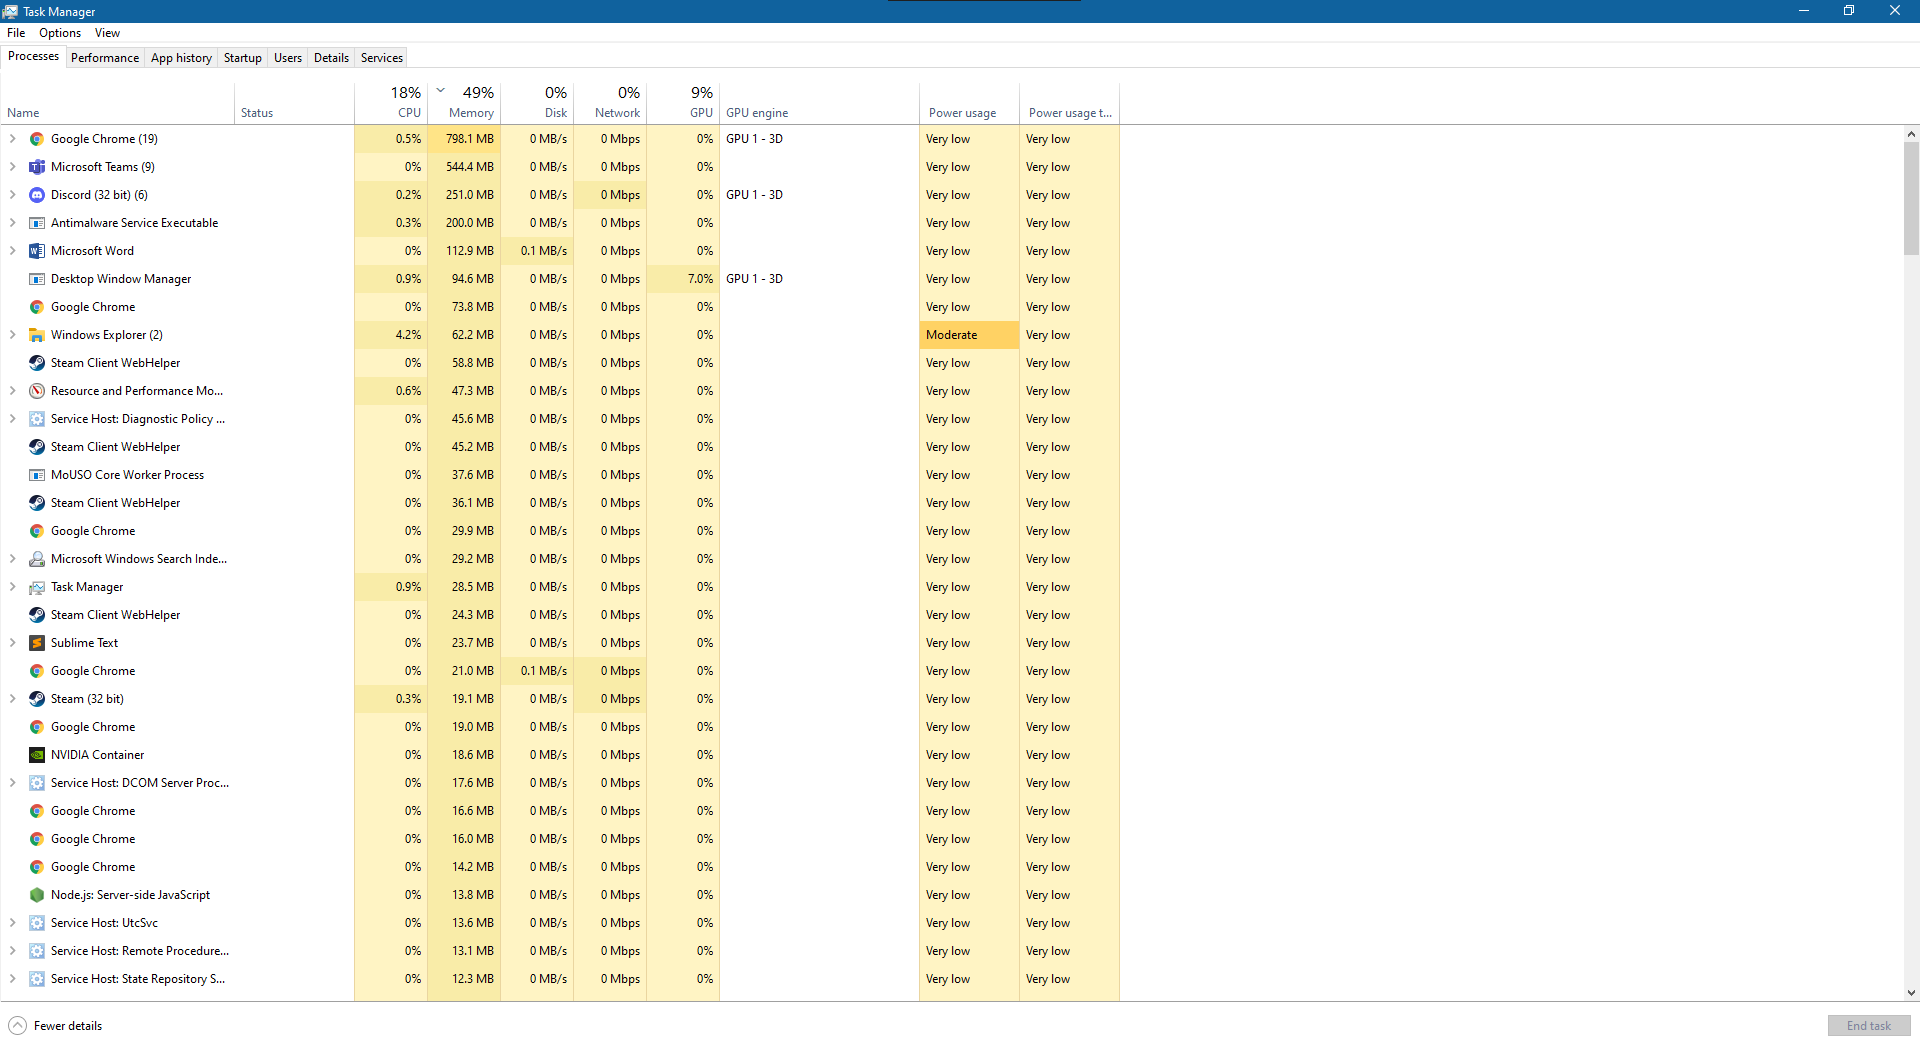 Task Manager
File Options View
Processes Performance App history Startup Users Details Services
18% 49% 0% 0% 9%
Name Status CPU Memory Disk Network GPU GPU engine Power usage Power usage t...
Google Chrome (19) 0.5% 798.1 MB 0 MB/s 0 Mbps 0% GPU 1 - 3D Very low Very low
Microsoft Teams (9) 0% 544.4 MB 0 MB/s 0 Mbps 0% Very low Very low
Discord (32 bit) (6) 0.2% 251.0 MB 0 MB/s 0 Mbps 0% GPU 1 - 3D Very low Very low
Antimalware Service Executable 0.3% 200.0 MB 0 MB/s 0 Mbps 0% Very low Very low
Microsoft Word 0% 112.9 MB 0.1 MB/s 0 Mbps 0% Very low Very low
Desktop Window Manager 0.9% 94.6 MB 0 MB/s 0 Mbps 7.0% GPU 1 - 3D Very low Very low
Google Chrome 0% 73.8 MB 0 MB/s 0 Mbps 0% Very low Very low
Windows Explorer (2) 4.2% 62.2 MB 0 MB/s 0 Mbps 0% Moderate Very low
Steam Client WebHelper 0% 58.8 MB 0 MB/s 0 Mbps 0% Very low Very low
Resource and Performance Mo... 0.6% 47.3 MB 0 MB/s 0 Mbps 0% Very low Very low
Service Host: Diagnostic Policy ... 0% 45.6 MB 0 MB/s 0 Mbps 0% Very low Very low
Steam Client WebHelper 0% 45.2 MB 0 MB/s 0 Mbps 0% Very low Very low
MoUSO Core Worker Process 0% 37.6 MB 0 MB/s 0 Mbps 0% Very low Very low
Steam Client WebHelper 0% 36.1 MB 0 MB/s 0 Mbps 0% Very low Very low
Google Chrome 0% 29.9 MB 0 MB/s 0 Mbps 0% Very low Very low
Microsoft Windows Search Inde... 0% 29.2 MB 0 MB/s 0 Mbps 0% Very low Very low
Task Manager 0.9% 28.5 MB 0 MB/s 0 Mbps 0% Very low Very low
Steam Client WebHelper 0% 24.3 MB 0 MB/s 0 Mbps 0% Very low Very low
Sublime Text 0% 23.7 MB 0 MB/s 0 Mbps 0% Very low Very low
Google Chrome 0% 21.0 MB 0.1 MB/s 0 Mbps 0% Very low Very low
Steam (32 bit) 0.3% 19.1 MB 0 MB/s 0 Mbps 0% Very low Very low
Google Chrome 0% 19.0 MB 0 MB/s 0 Mbps 0% Very low Very low
NVIDIA Container 0% 18.6 MB 0 MB/s 0 Mbps 0% Very low Very low
Service Host: DCOM Server Proc... 0% 17.6 MB 0 MB/s 0 Mbps 0% Very low Very low
Google Chrome 0% 16.6 MB 0 MB/s 0 Mbps 0% Very low Very low
Google Chrome 0% 16.0 MB 0 MB/s 0 Mbps 0% Very low Very low
Google Chrome 0% 14.2 MB 0 MB/s 0 Mbps 0% Very low Very low
Node.js: Server-side JavaScript 0% 13.8 MB 0 MB/s 0 Mbps 0% Very low Very low
Service Host: UtcSvc 0% 13.6 MB 0 MB/s 0 Mbps 0% Very low Very low
Service Host: Remote Procedure... 0% 13.1 MB 0 MB/s 0 Mbps 0% Very low Very low
Service Host: State Repository S... 0% 12.3 MB 0 MB/s 0 Mbps 0% Very low Very low
Fewer details End task